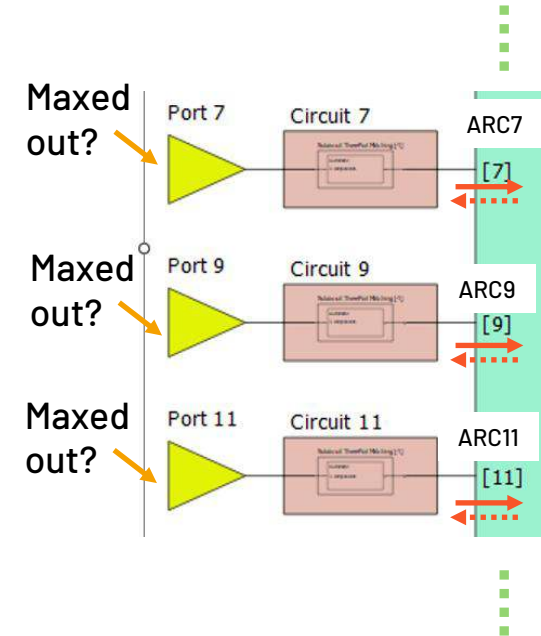 Maxed
out?
Port 7
Circuit 7
ARC7
[7]
Maxed
out?
Port 9
Circuit 9
ARC9
[9]
Maxed
out?
Port 11
Circuit 11
ARC11
[11]